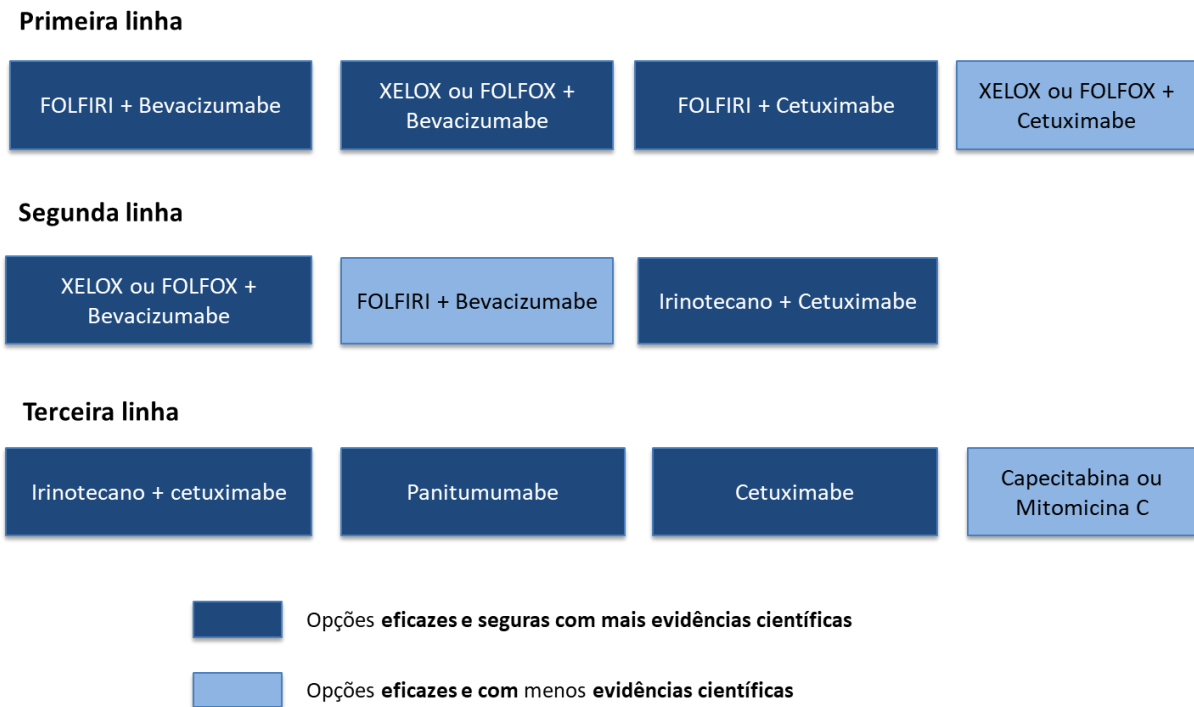 Primeira linha
FOLFIRI + Bevacizumabe
XELOX ou FOLFOX +
Bevacizumabe
FOLFIRI + Cetuximabe
XELOX ou FOLFOX +
Cetuximabe
Segunda linha
XELOX ou FOLFOX +
Bevacizumabe
FOLFIRI + Bevacizumabe
Irinotecano + Cetuximabe
Terceira linha
Irinotecano + cetuximabe
Panitumumabe
Cetuximabe
Capecitabina ou
Mitomicina C
Opções eficazes e seguras com mais evidências científicas
Opções eficazes e com menos evidências científicas